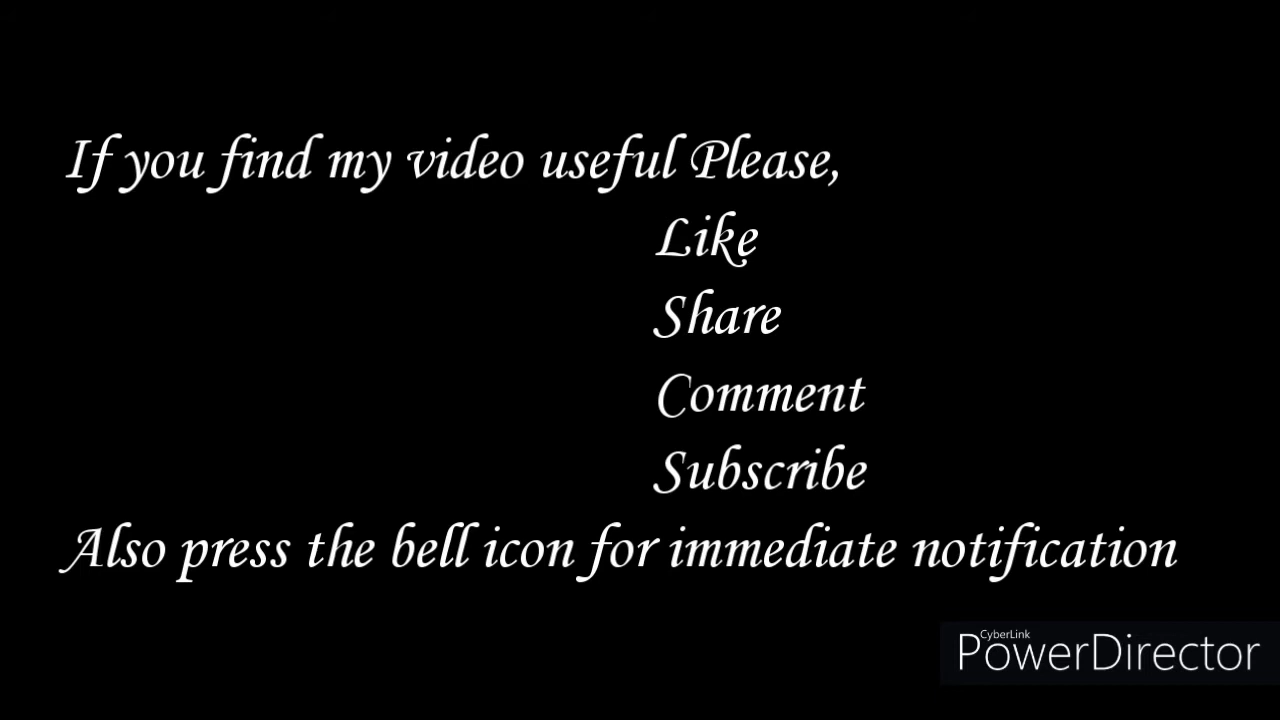 If you find my video useful Please,
Like
Share
Comment
Subscribe
Also press the bell icon for immediate notification
CyberLink
PowerDirector